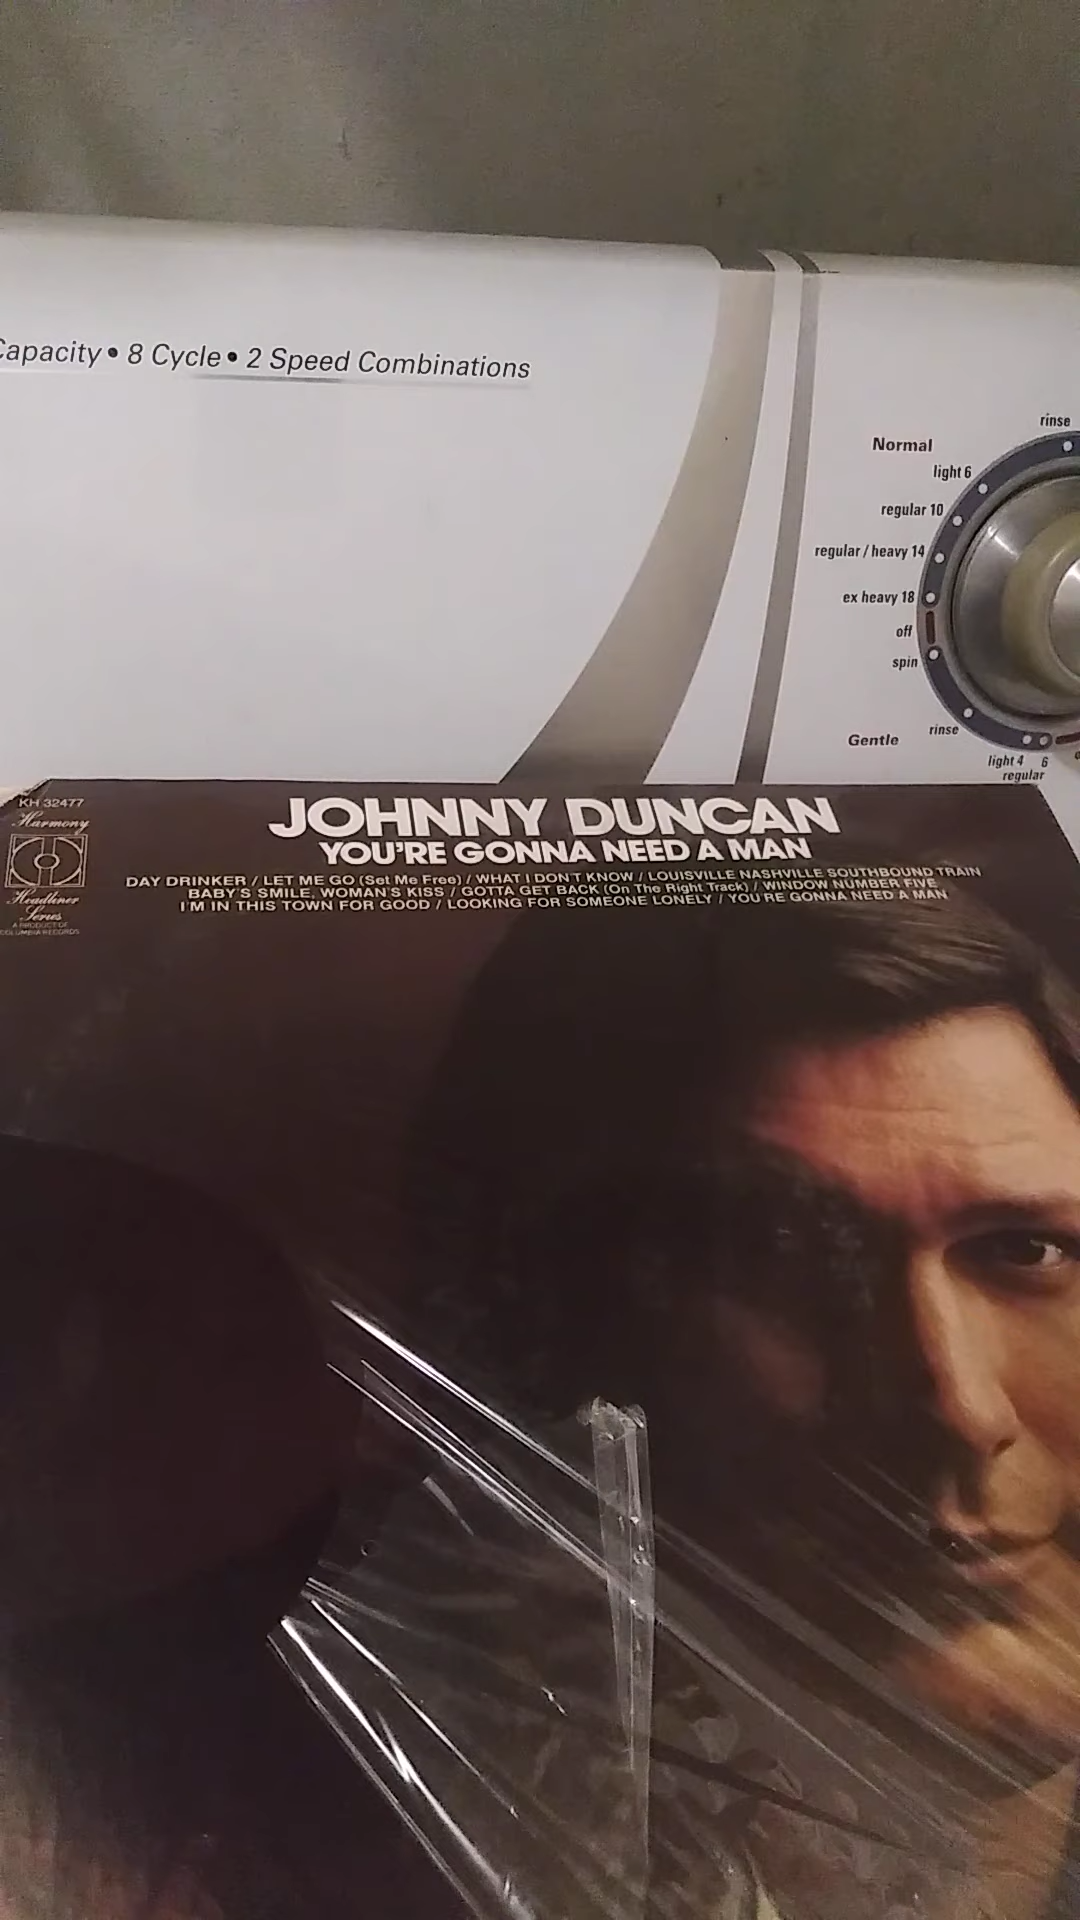 Capacity • 8 Cycle • 2 Speed Combinations
rinse
Normal
light 6
regular 10
regular / heavy 14
ex heavy 18
off
spin
rinse
Gentle
light 4 6
regular
KH 32477
Harmony
Headliner
Series
A PRODUCT OF
COLUMBIA RECORDS
JOHNNY DUNCAN
YOU'RE GONNA NEED A MAN
DAY DRINKER / LET ME GO (Set Me Free) / WHAT I DON'T KNOW / LOUISVILLE NASHVILLE SOUTHBOUND TRAIN
BABY'S SMILE, WOMAN'S KISS / GOTTA GET BACK (On The Right Track) / WINDOW NUMBER FIVE
I'M IN THIS TOWN FOR GOOD / LOOKING FOR SOMEONE LONELY / YOU'RE GONNA NEED A MAN